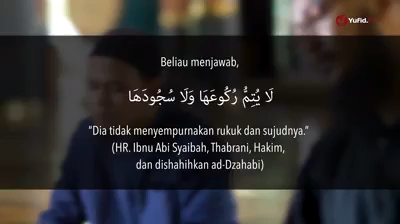 Yufid.
Beliau menjawab,
لَا يُتِمُّ رُكُوعَهَا وَلَا سُجُودَهَا
“Dia tidak menyempurnakan rukuk dan sujudnya.”
(HR. Ibnu Abi Syaibah, Thabrani, Hakim,
dan dishahihkan ad-Dzahabi)